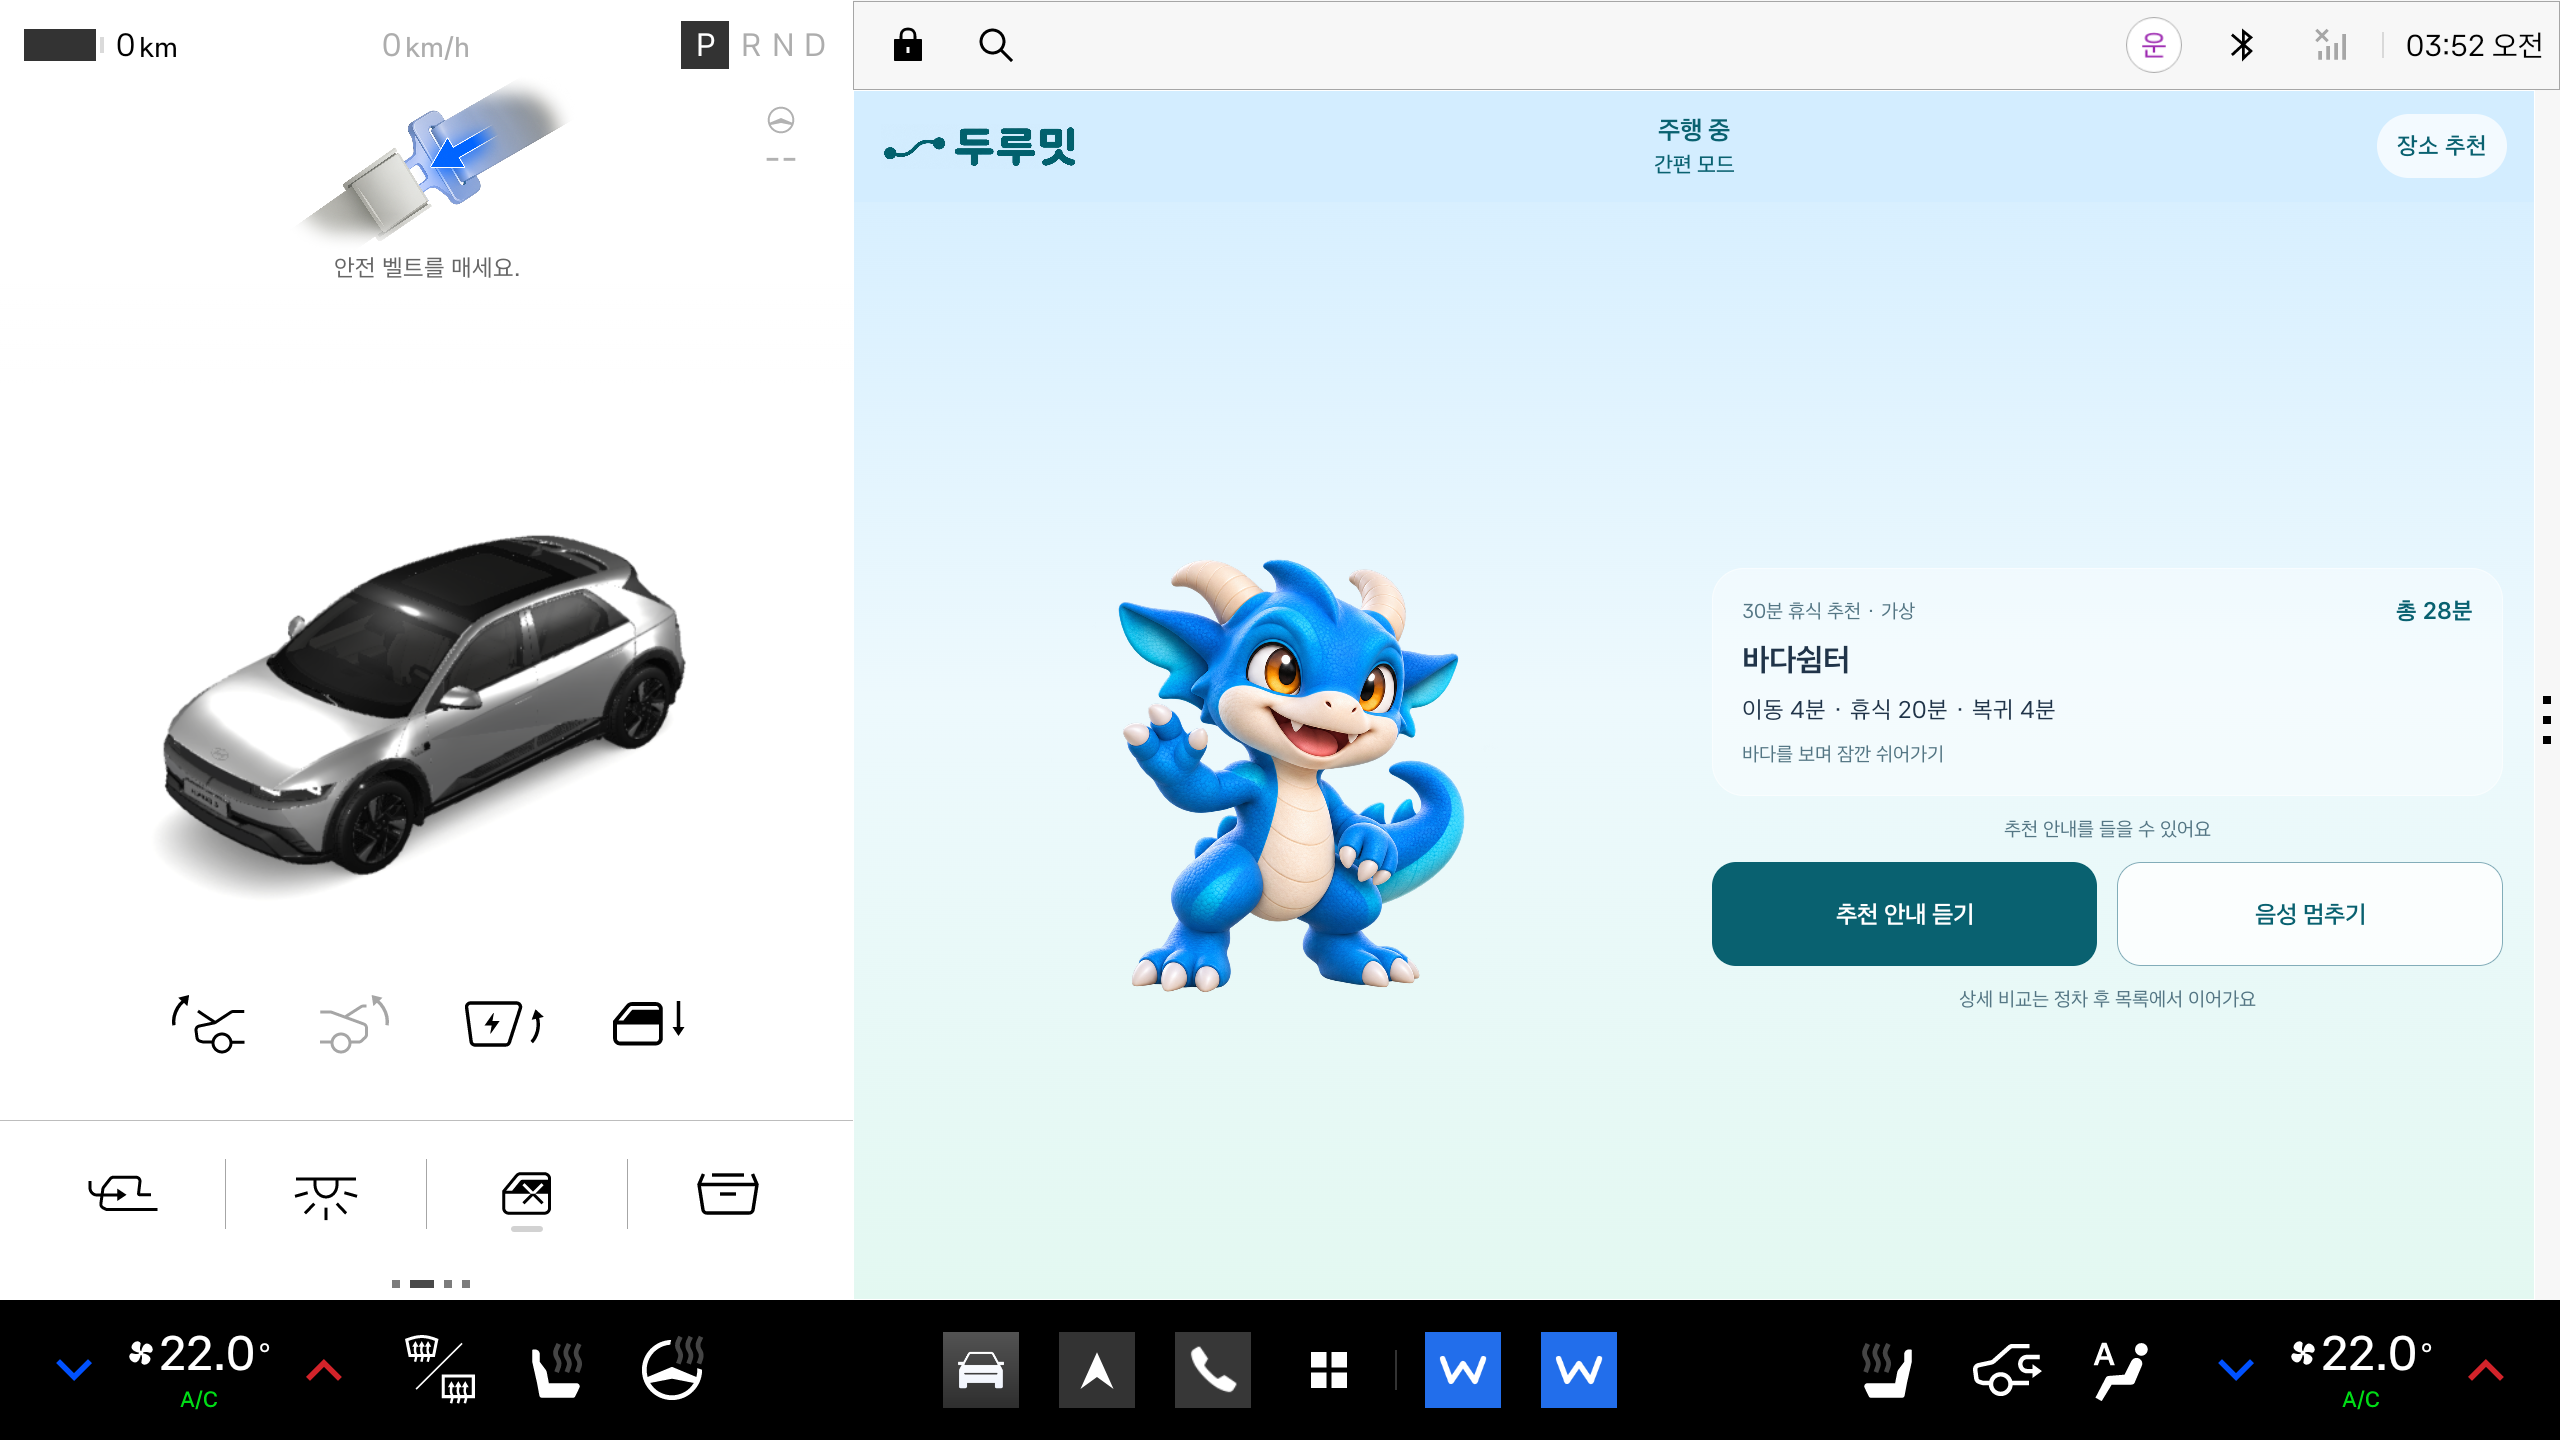 0 km
0 km/h
P R N D
운
03:52 오전
안전 벨트를 매세요.
두루밋
주행 중
간편 모드
장소 추천
30분 휴식 추천 · 가상
총 28분
바다쉼터
이동 4분 · 휴식 20분 · 복귀 4분
바다를 보며 잠깐 쉬어가기
추천 안내를 들을 수 있어요
추천 안내 듣기
음성 멈추기
상세 비교는 정차 후 목록에서 이어가요
22.0°
A/C
A
22.0°
A/C